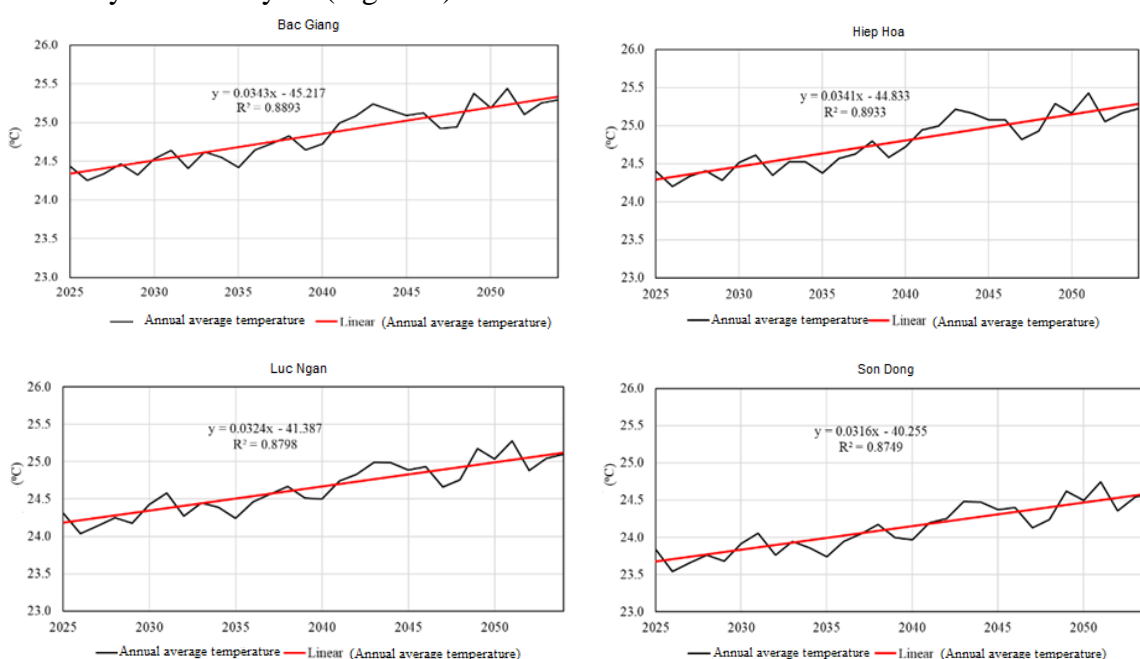 Bac Giang
26.0
25.5
25.0
24.5
24.0
23.5
23.0
(°C)
y = 0.0343x - 45.217
R² = 0.8893
2025 2030 2035 2040 2045 2050
Annual average temperature Linear (Annual average temperature)
Hiep Hoa
26.0
25.5
25.0
24.5
24.0
23.5
23.0
(°C)
y = 0.0341x - 44.833
R² = 0.8933
2025 2030 2035 2040 2045 2050
Annual average temperature Linear (Annual average temperature)
Luc Ngan
26.0
25.5
25.0
24.5
24.0
23.5
23.0
(°C)
y = 0.0324x - 41.387
R² = 0.8798
2025 2030 2035 2040 2045 2050
Annual average temperature Linear (Annual average temperature)
Son Dong
26.0
25.5
25.0
24.5
24.0
23.5
23.0
(°C)
y = 0.0316x - 40.255
R² = 0.8749
2025 2030 2035 2040 2045 2050
Annual average temperature Linear (Annual average temperature)